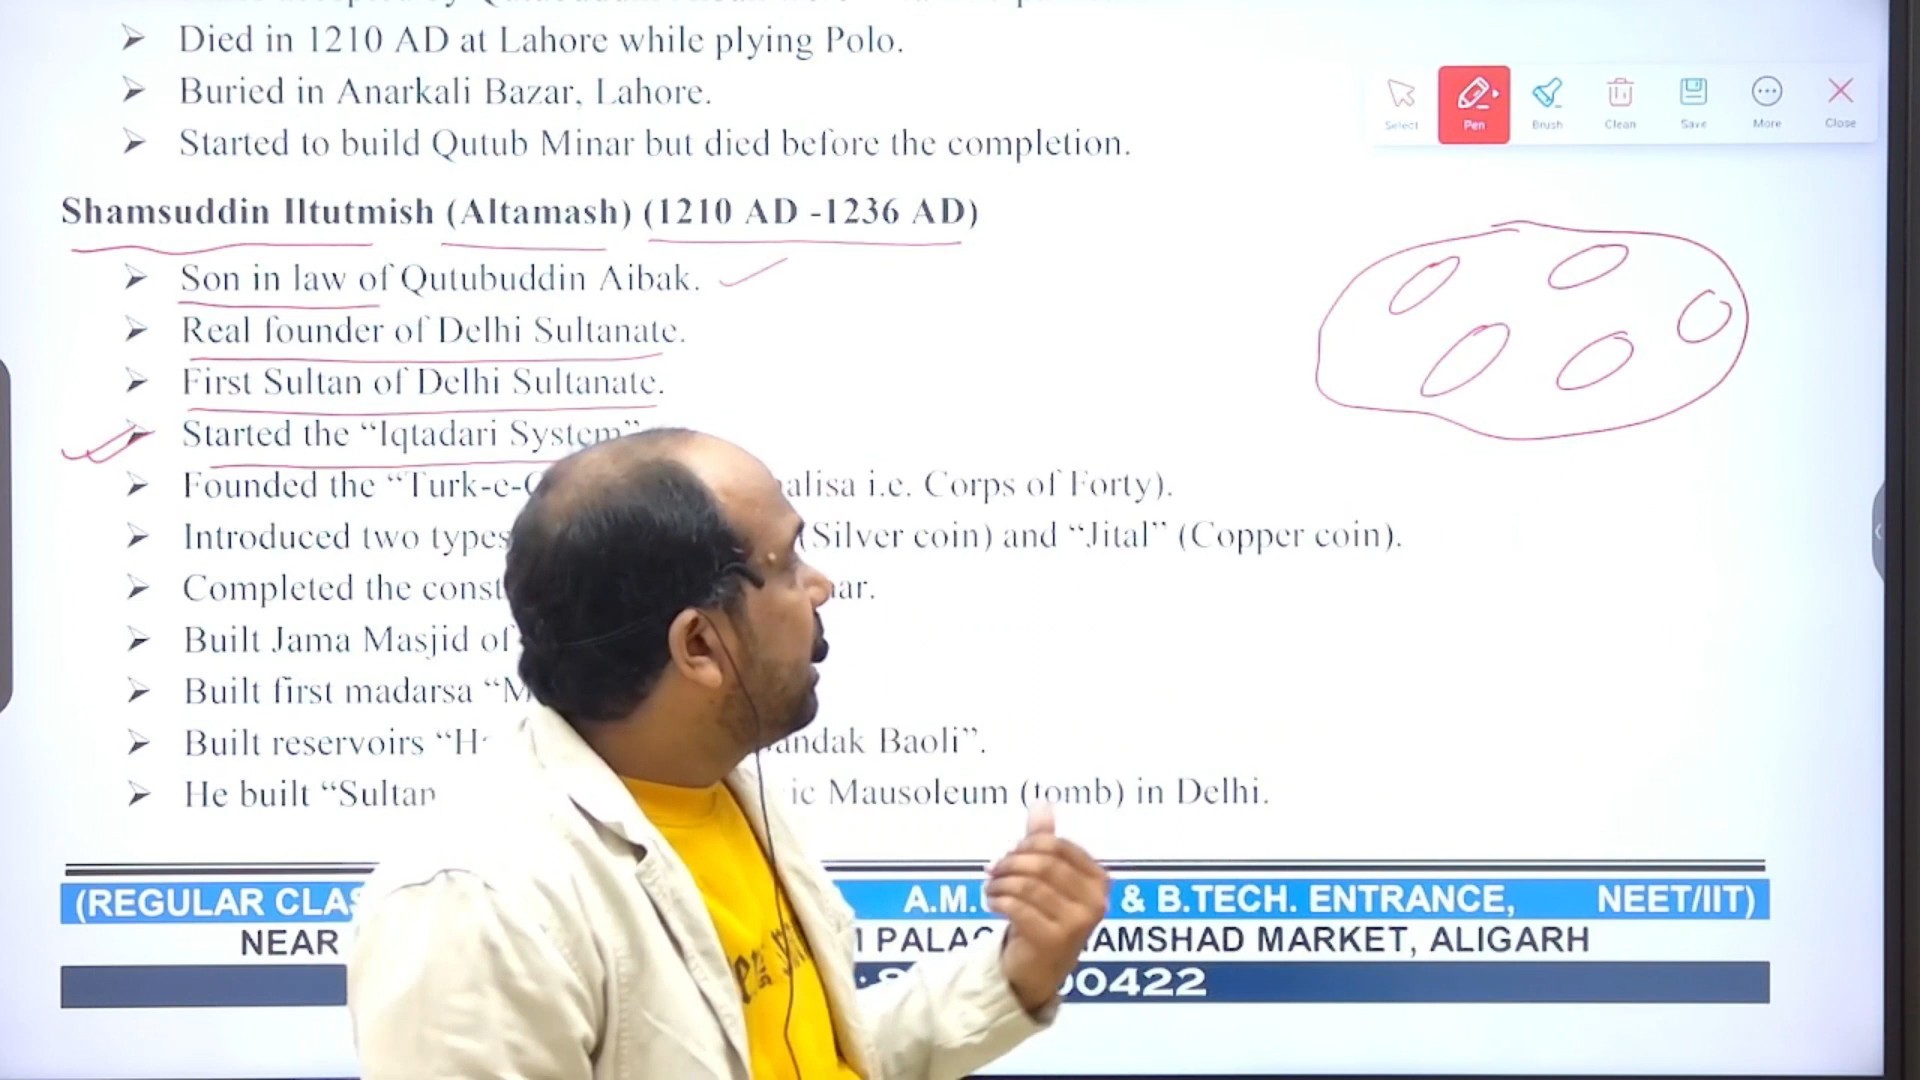 Died in 1210 AD at Lahore while plying Polo.
Buried in Anarkali Bazar, Lahore.
Started to build Qutub Minar but died before the completion.
Select
Pen
Brush
Clean
Save
More
Close
Shamsuddin Iltutmish (Altamash) (1210 AD -1236 AD)
Son in law of Qutubuddin Aibak.
Real founder of Delhi Sultanate.
First Sultan of Delhi Sultanate.
Started the “Iqtadari System”
Founded the “Turk-e- alisa i.e. Corps of Forty).
Introduced two types (Silver coin) and “Jital” (Copper coin).
Completed the const ar.
Built Jama Masjid of
Built first madarsa “M
Built reservoirs “H andak Baoli”.
He built “Sultan ic Mausoleum (tomb) in Delhi.
(REGULAR CLAS A.M. & B.TECH. ENTRANCE, NEET/IIT)
NEAR PALA AMSHAD MARKET, ALIGARH
00422